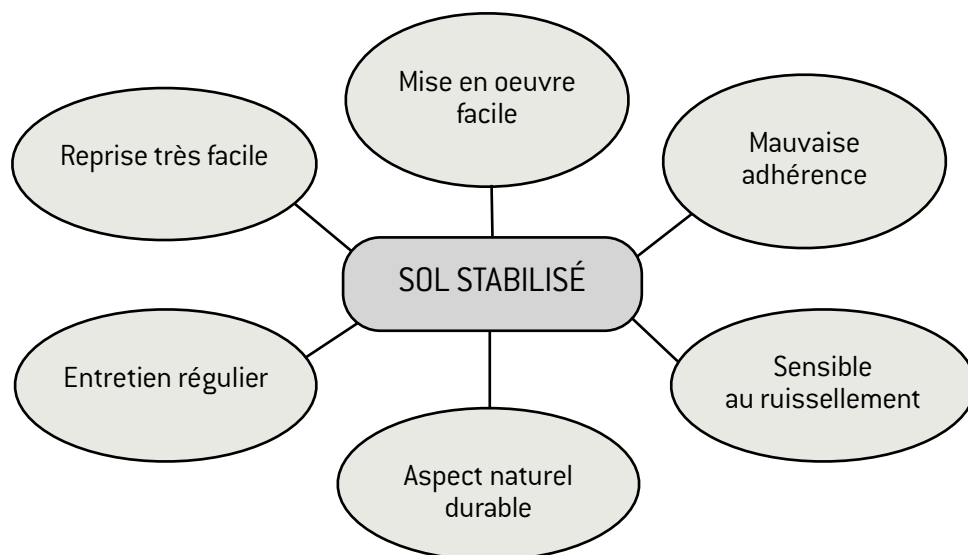 Mise en oeuvre
facile
Reprise très facile
Mauvaise
adhérence
SOL STABILISÉ
Entretien régulier
Sensible
au ruissellement
Aspect naturel
durable